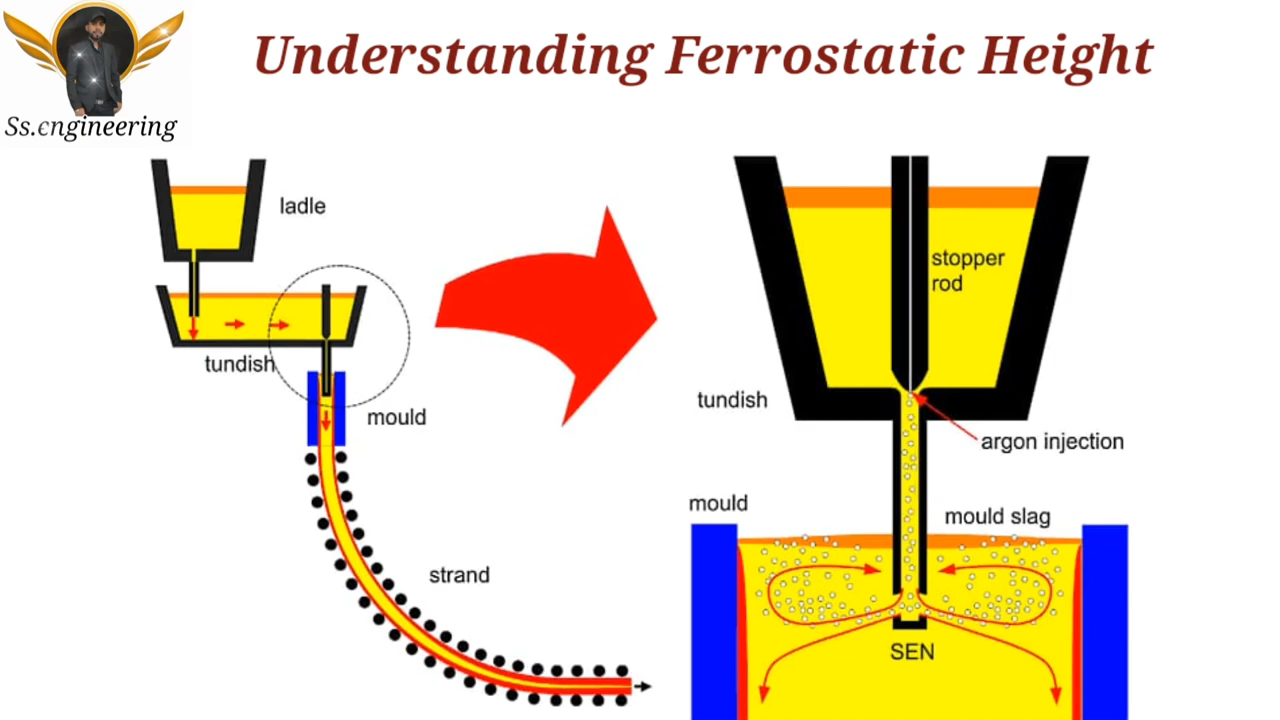 Understanding Ferrostatic Height
Ss.engineering
ladle
tundish
mould
strand
stopper
rod
tundish
argon injection
mould
mould slag
SEN